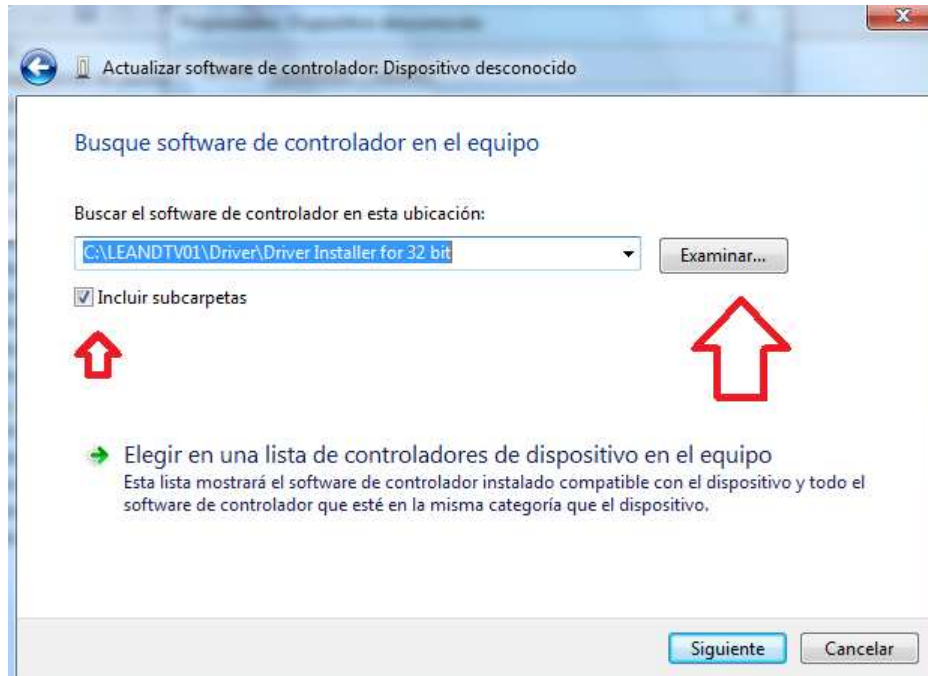 Actualizar software de controlador: Dispositivo desconocido
Busque software de controlador en el equipo
Buscar el software de controlador en esta ubicación:
C:\LEANDTV01\Driver\Driver Installer for 32 bit
Examinar...
Incluir subcarpetas
Elegir en una lista de controladores de dispositivo en el equipo
Esta lista mostrará el software de controlador instalado compatible con el dispositivo y todo el
software de controlador que esté en la misma categoría que el dispositivo.
Siguiente
Cancelar